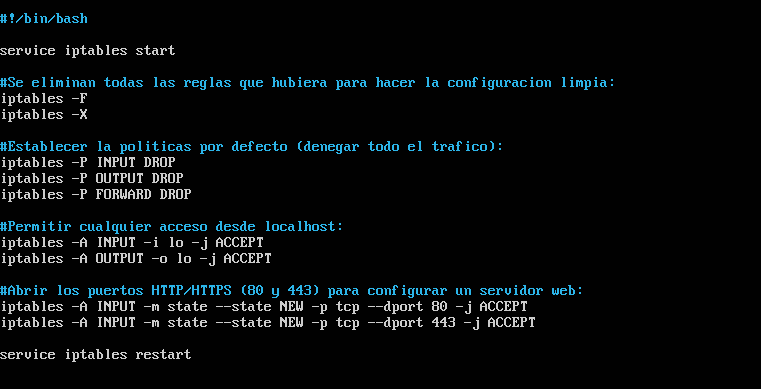 #!/bin/bash
service iptables start
#Se eliminan todas las reglas que hubiera para hacer la configuracion limpia:
iptables -F
iptables -X
#Establecer la politicas por defecto (denegar todo el trafico):
iptables -P INPUT DROP
iptables -P OUTPUT DROP
iptables -P FORWARD DROP
#Permitir cualquier acceso desde localhost:
iptables -A INPUT -i lo -j ACCEPT
iptables -A OUTPUT -o lo -j ACCEPT
#Abrir los puertos HTTP/HTTPS (80 y 443) para configurar un servidor web:
iptables -A INPUT -m state --state NEW -p tcp --dport 80 -j ACCEPT
iptables -A INPUT -m state --state NEW -p tcp --dport 443 -j ACCEPT
service iptables restart